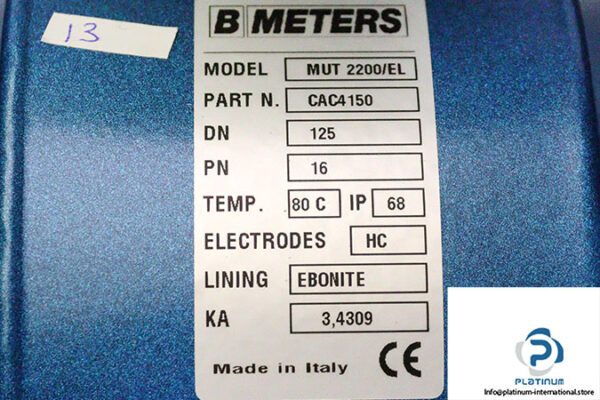 13
B METERS
MODEL MUT 2200/EL
PART N. CAC4150
DN 125
PN 16
TEMP. 80 C IP 68
ELECTRODES HC
LINING EBONITE
KA 3,4309
Made in Italy CE
PLATINUM
Info@platinum-international.store